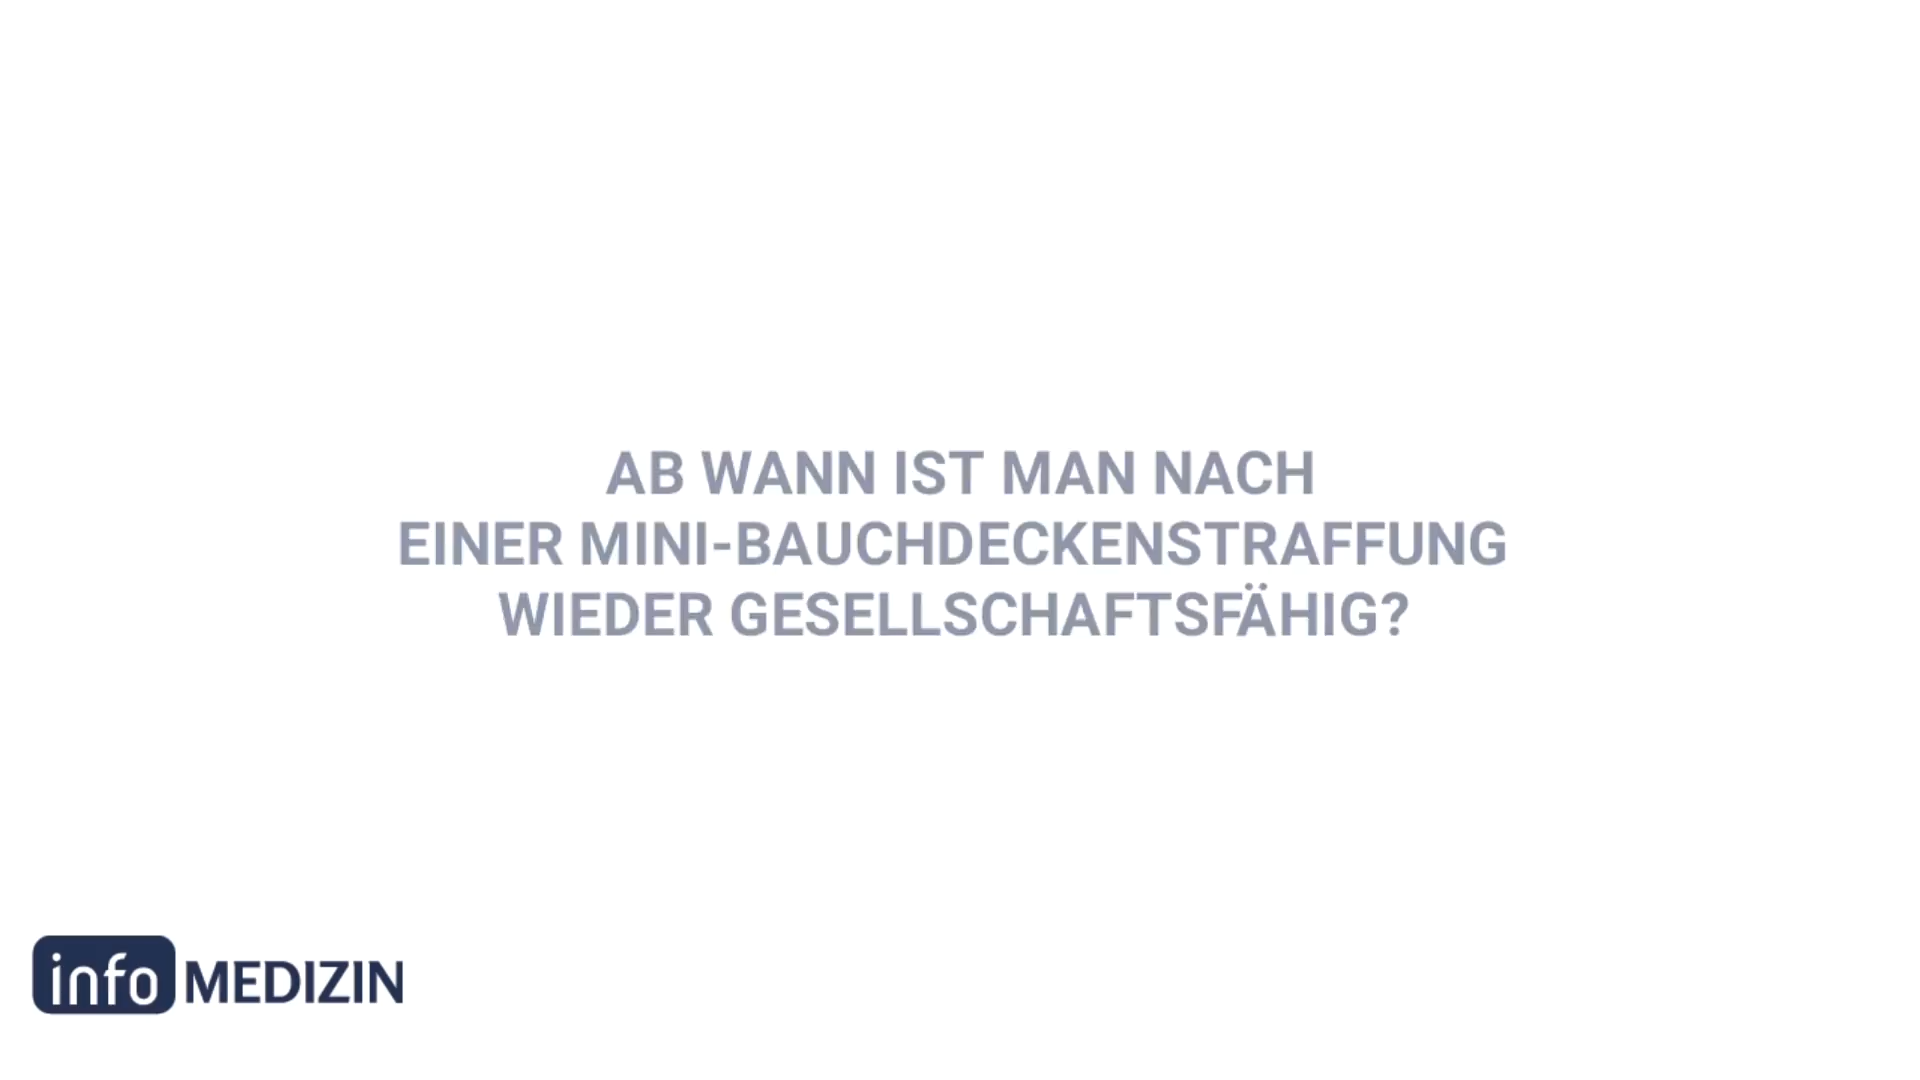 AB WANN IST MAN NACH
EINER MINI-BAUCHDECKENSTRAFFUNG
WIEDER GESELLSCHAFTSFÄHIG?
info MEDIZIN